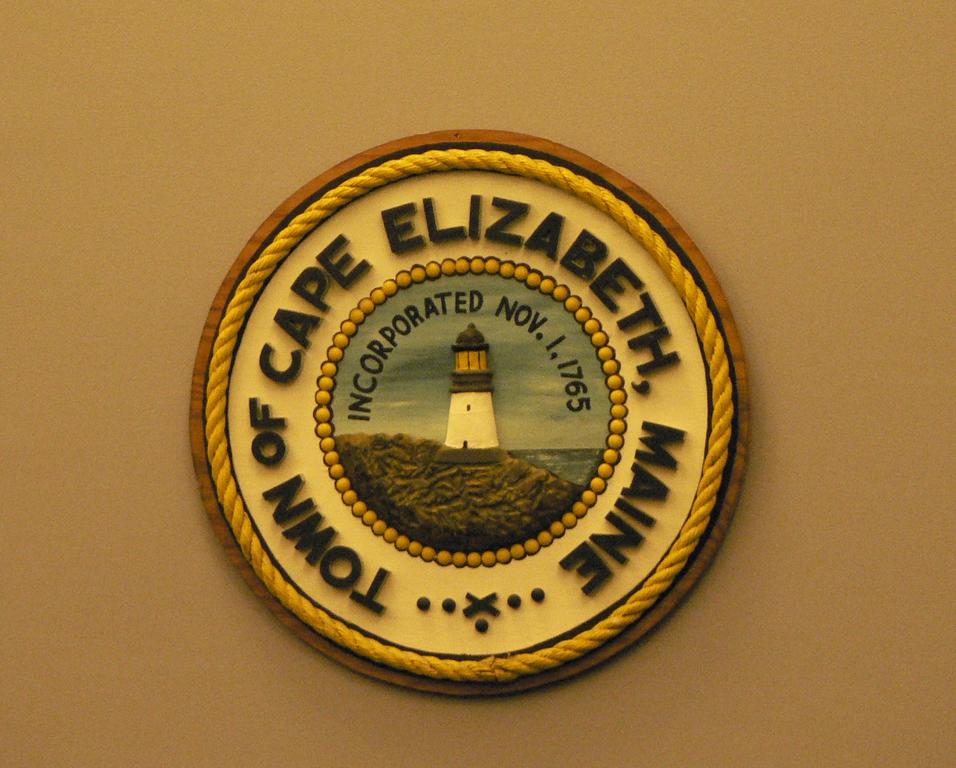 TOWN OF CAPE ELIZABETH, MAINE
INCORPORATED NOV. 1, 1765